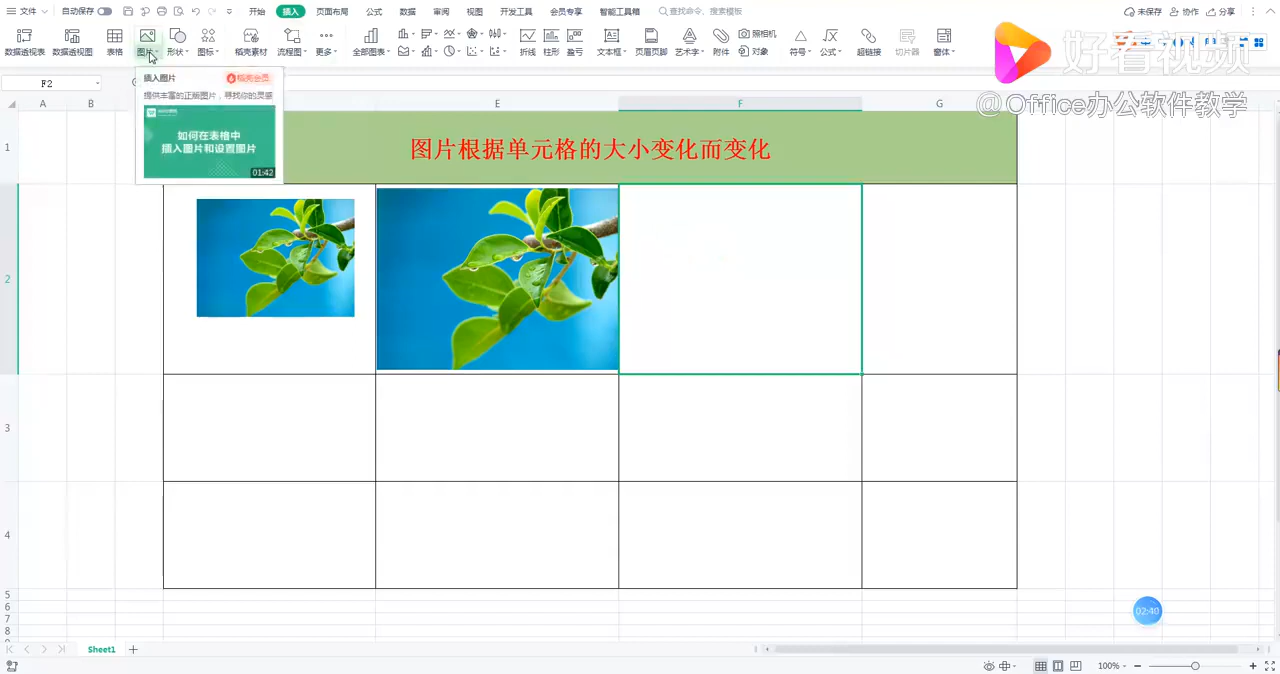 文件 自动保存 开始 插入 页面布局 公式 数据 审阅 视图 开发工具 会员专享 智能工具箱 查找命令、搜索模板 未保存 协作 分享
数据透视表 数据透视图 表格 图片 形状 图标 稻壳素材 流程图 更多 全部图表 折线 柱形 盈亏 文本框 页眉页脚 艺术字 附件 照相机 对象 符号 公式 超链接 切片器 窗体
好看视频
@Office办公软件教学
F2
插入图片 稻壳会员
提供丰富的正版图片，寻找你的灵感
如何在表格中
插入图片和设置图片
01:42
A B E F G
1 图片根据单元格的大小变化而变化
2
3
4
5
6
7
8
02:40
Sheet1
100%